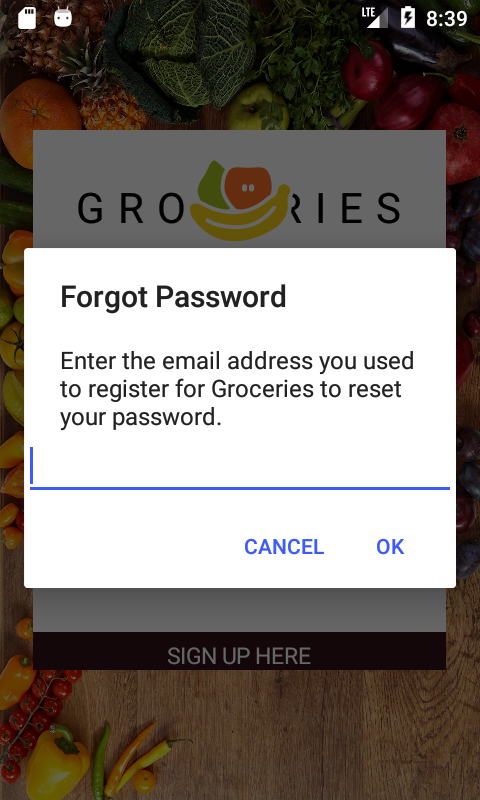 LTE 8:39
GRO RIES
Forgot Password
Enter the email address you used
to register for Groceries to reset
your password.
CANCEL OK
SIGN UP HERE